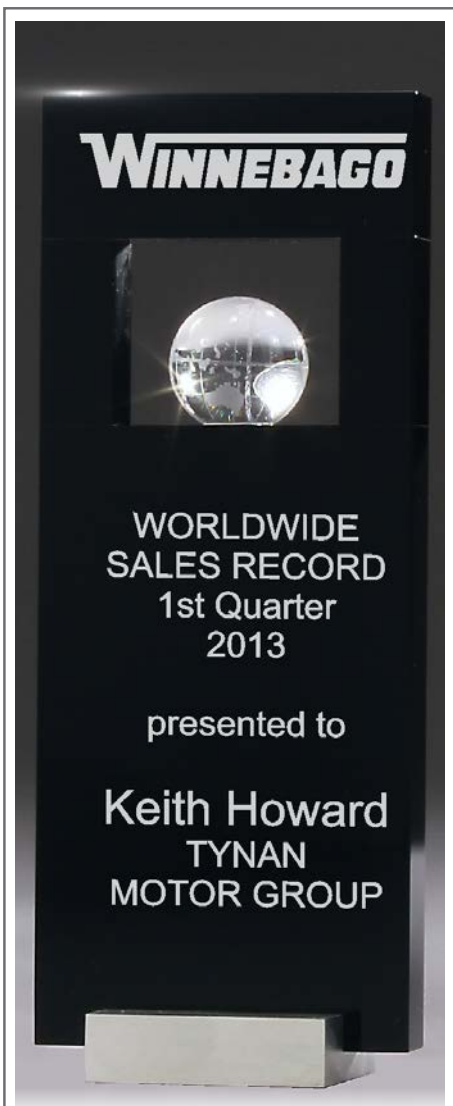 WINNEBAGO
WORLDWIDE
SALES RECORD
1st Quarter
2013
presented to
Keith Howard
TYNAN
MOTOR GROUP